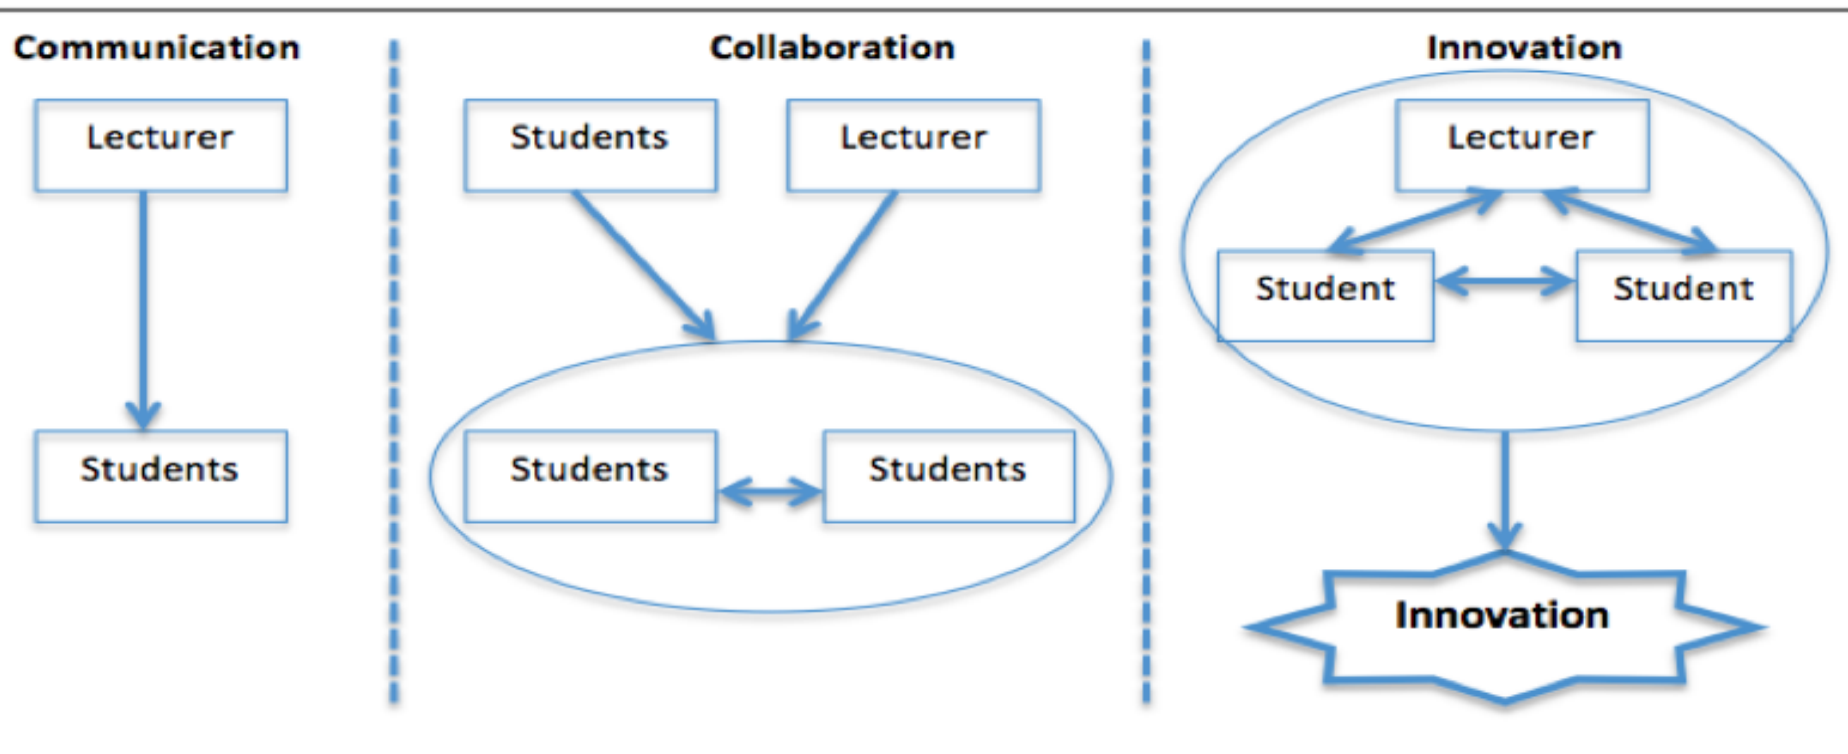 Communication
Lecturer
Students
Collaboration
Students
Lecturer
Students
Students
Innovation
Lecturer
Student
Student
Innovation